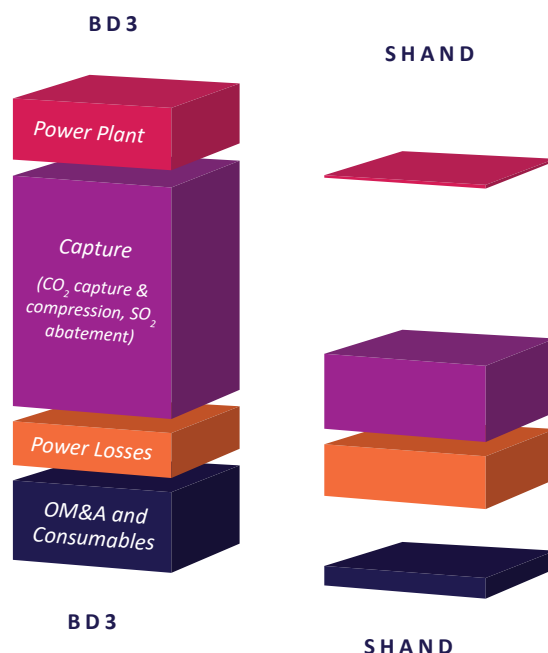 BD3
SHAND
Power Plant
Capture
(CO₂ capture &
compression, SO₂
abatement)
Power Losses
OM&A and
Consumables
BD3
SHAND